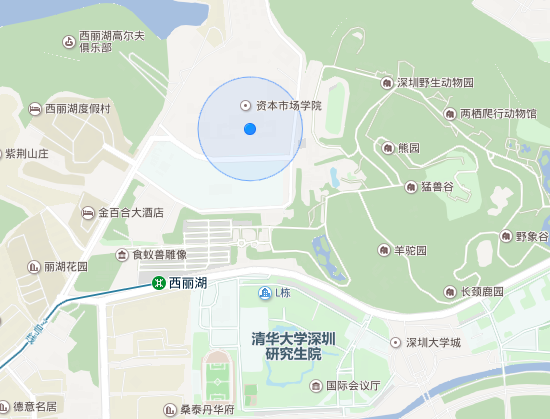 西丽湖高尔夫
俱乐部
深圳野生动物园
资本市场学院
西丽湖度假村
两栖爬行动物馆
熊园
紫荆山庄
猛兽谷
金百合大酒店
野象谷
羊驼园
食蚁兽雕像
丽湖花园
西丽湖
L栋
长颈鹿园
7号线
清华大学深圳
研究生院
深圳大学城
国际会议厅
德意名居
桑泰丹华府